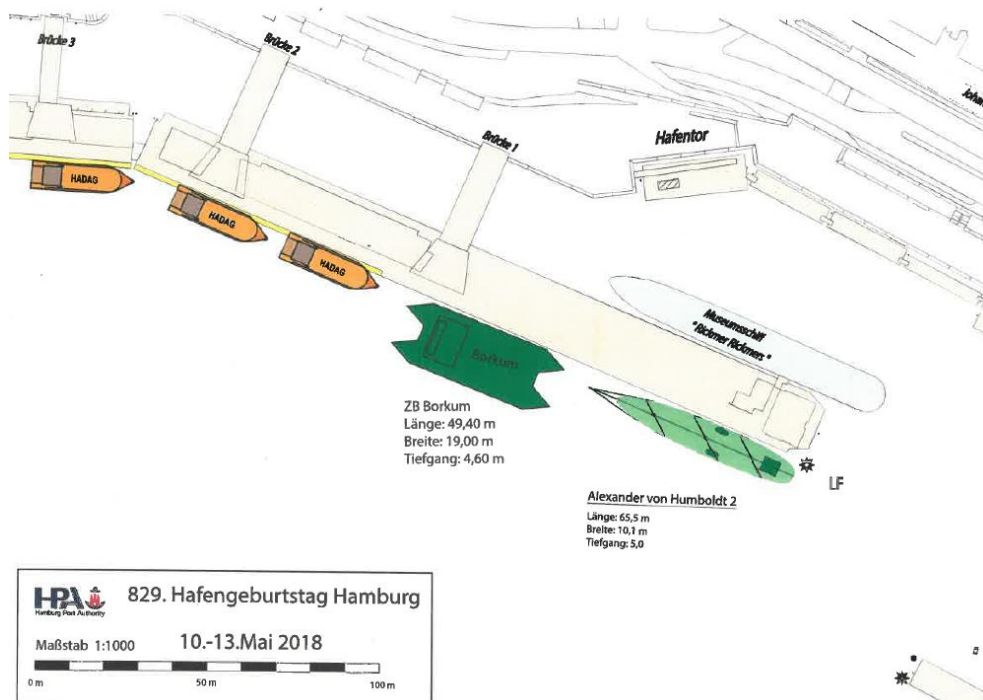 Brücke 3
Brücke 2
Brücke 1
Hafentor
HADAG
HADAG
HADAG
Museumsschiff
" Rickmer Rickmers "
Borkum
ZB Borkum
Länge: 49,40 m
Breite: 19,00 m
Tiefgang: 4,60 m
LF
Alexander von Humboldt 2
Länge: 65,5 m
Breite: 10,1 m
Tiefgang: 5,0
HPA
Hamburg Port Authority
829. Hafengeburtstag Hamburg
Maßstab 1:1000
10.-13.Mai 2018
0 m
50 m
100 m